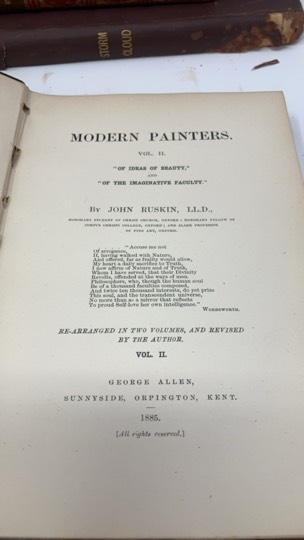 STORM
CLOUD
MODERN PAINTERS.
VOL. II.
"OF IDEAS OF BEAUTY,"
AND
"OF THE IMAGINATIVE FACULTY."
BY JOHN RUSKIN, LL.D.,
HONORARY STUDENT OF CHRIST CHURCH, OXFORD; HONORARY FELLOW OF
CORPUS CHRISTI COLLEGE, OXFORD; AND SLADE PROFESSOR
OF FINE ART, OXFORD.
"Accuse me not
Of arrogance,
If, having walked with Nature,
And offered, far as frailty would allow,
My heart a daily sacrifice to Truth,
I now affirm of Nature and of Truth,
Whom I have served, that their Divinity
Revolts, offended at the ways of men,
Philosophers, who, though the human soul
Be of a thousand faculties composed,
And twice ten thousand interests, do yet prize
This soul, and the transcendent universe,
No more than as a mirror that reflects
To proud Self-love her own intelligence."
WORDSWORTH.
RE-ARRANGED IN TWO VOLUMES, AND REVISED
BY THE AUTHOR.
VOL. II.
GEORGE ALLEN,
SUNNYSIDE, ORPINGTON, KENT.
1885.
[All rights reserved.]